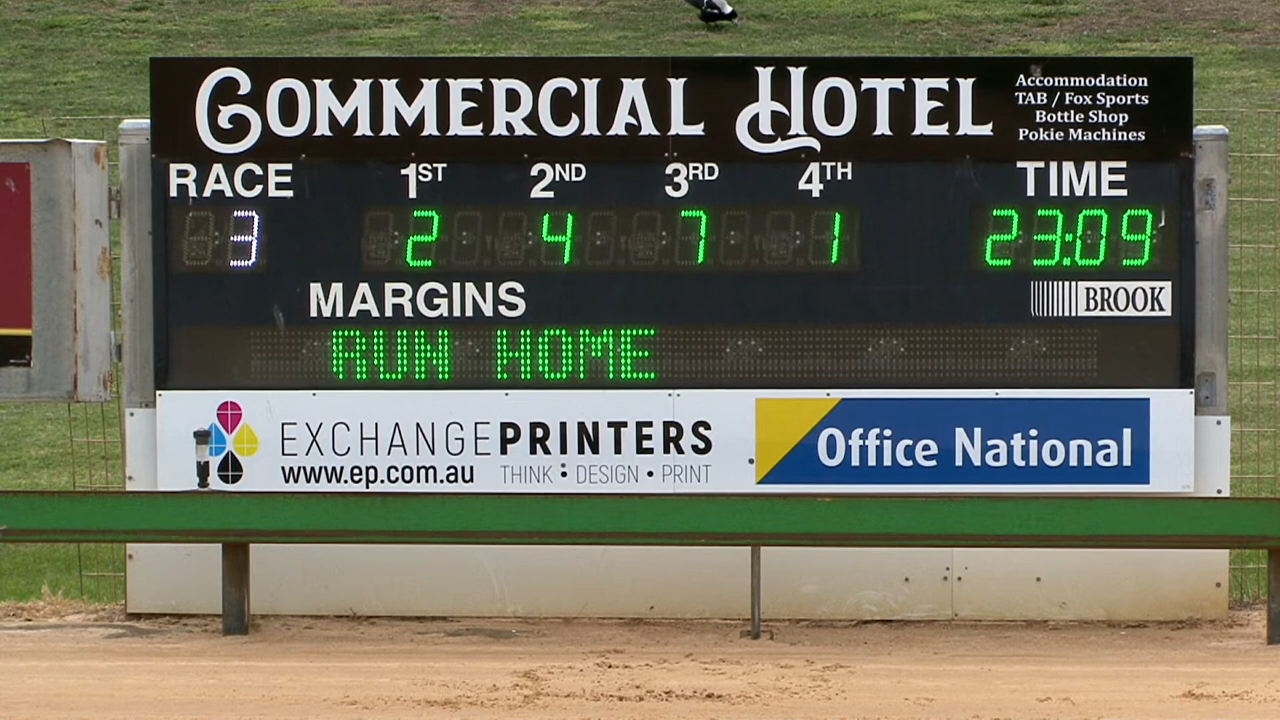 COMMERCIAL HOTEL
Accommodation
TAB / Fox Sports
Bottle Shop
Pokie Machines
RACE 1ST 2ND 3RD 4TH TIME
3 2 4 7 1 23:09
MARGINS
BROOK
RUN HOME
EXCHANGEPRINTERS
www.ep.com.au THINK : DESIGN • PRINT
Office National